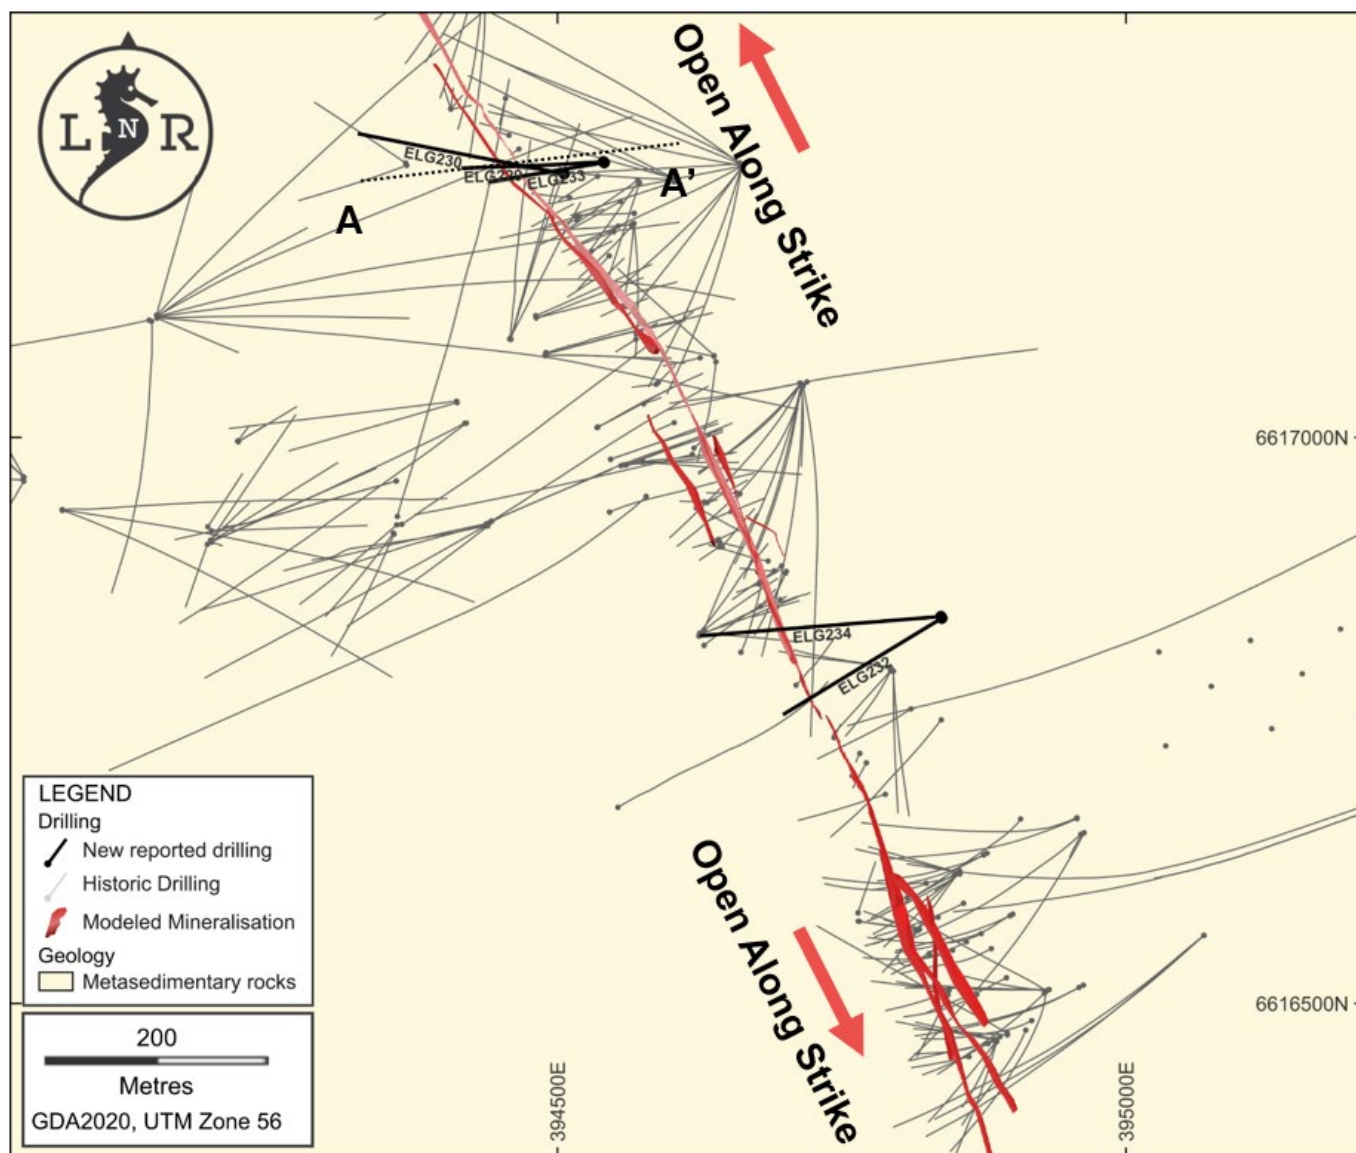 L N R
Open Along Strike
ELG230
ELG233
A'
A
6617000N
ELG234
ELG232
LEGEND
Drilling
New reported drilling
Historic Drilling
Modeled Mineralisation
Geology
Metasedimentary rocks
Open Along Strike
6616500N
200
Metres
GDA2020, UTM Zone 56
394500E
395000E